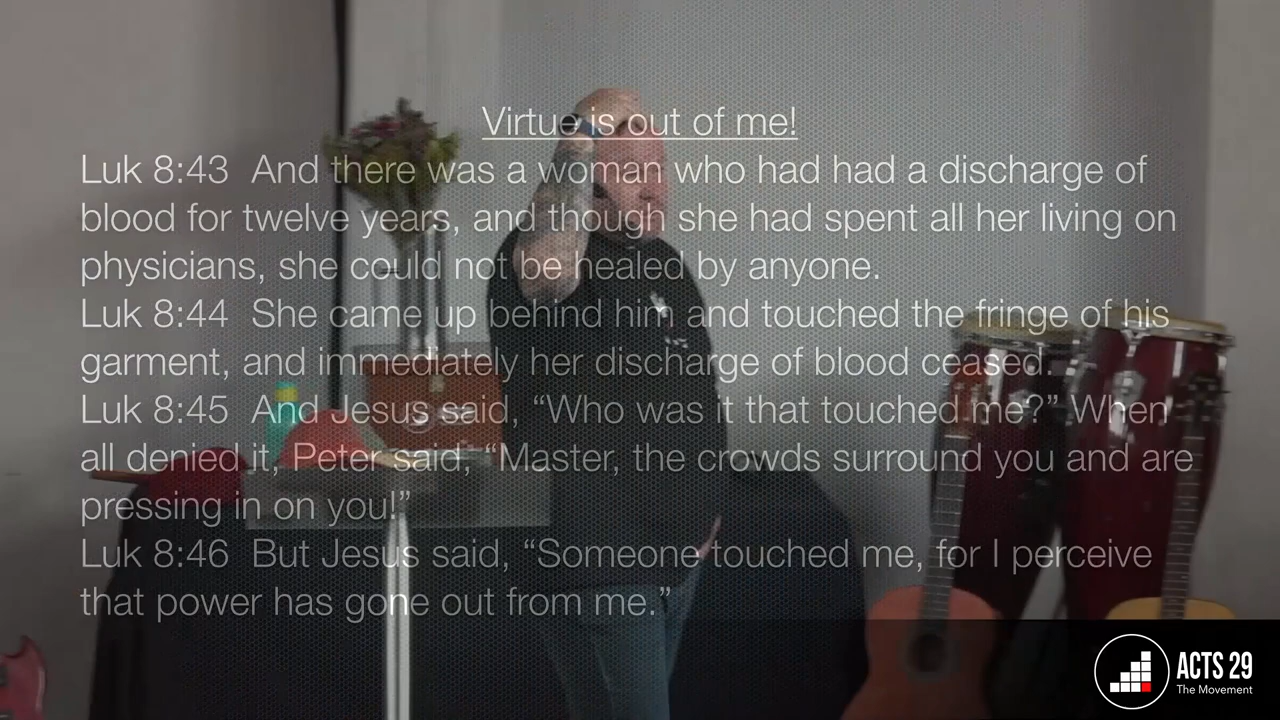 Virtue is out of me!
Luk 8:43  And there was a woman who had had a discharge of
blood for twelve years, and though she had spent all her living on
physicians, she could not be healed by anyone.
Luk 8:44  She came up behind him and touched the fringe of his
garment, and immediately her discharge of blood ceased.
Luk 8:45  And Jesus said, “Who was it that touched me?” When
all denied it, Peter said, “Master, the crowds surround you and are
pressing in on you!”
Luk 8:46  But Jesus said, “Someone touched me, for I perceive
that power has gone out from me.”
ACTS 29
The Movement